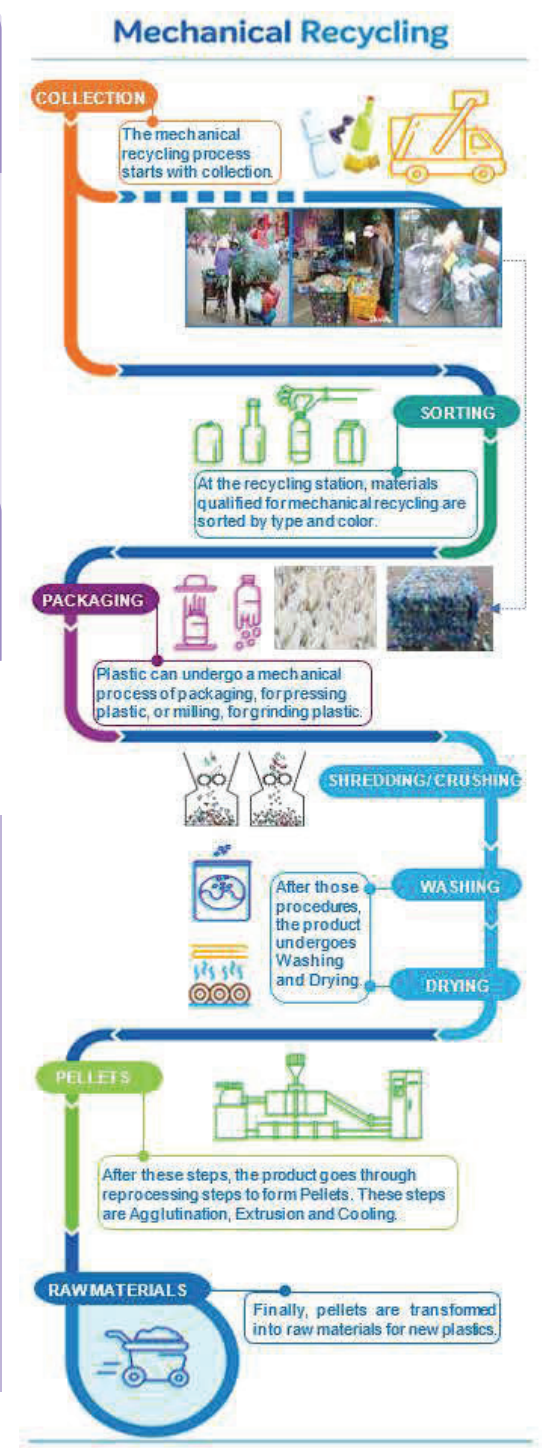 Mechanical Recycling
COLLECTION
The mechanical
recycling process
starts with collection.
SORTING
At the recycling station, materials
qualified for mechanical recycling are
sorted by type and color.
PACKAGING
Plastic can undergo a mechanical
process of packaging, for pressing
plastic, or milling, for grinding plastic.
SHREDDING/CRUSHING
WASHING
After those
procedures,
the product
undergoes
Washing
and Drying.
DRYING
PELLETS
After these steps, the product goes through
reprocessing steps to form Pellets. These steps
are Agglutination, Extrusion and Cooling.
RAW MATERIALS
Finally, pellets are transformed
into raw materials for new plastics.